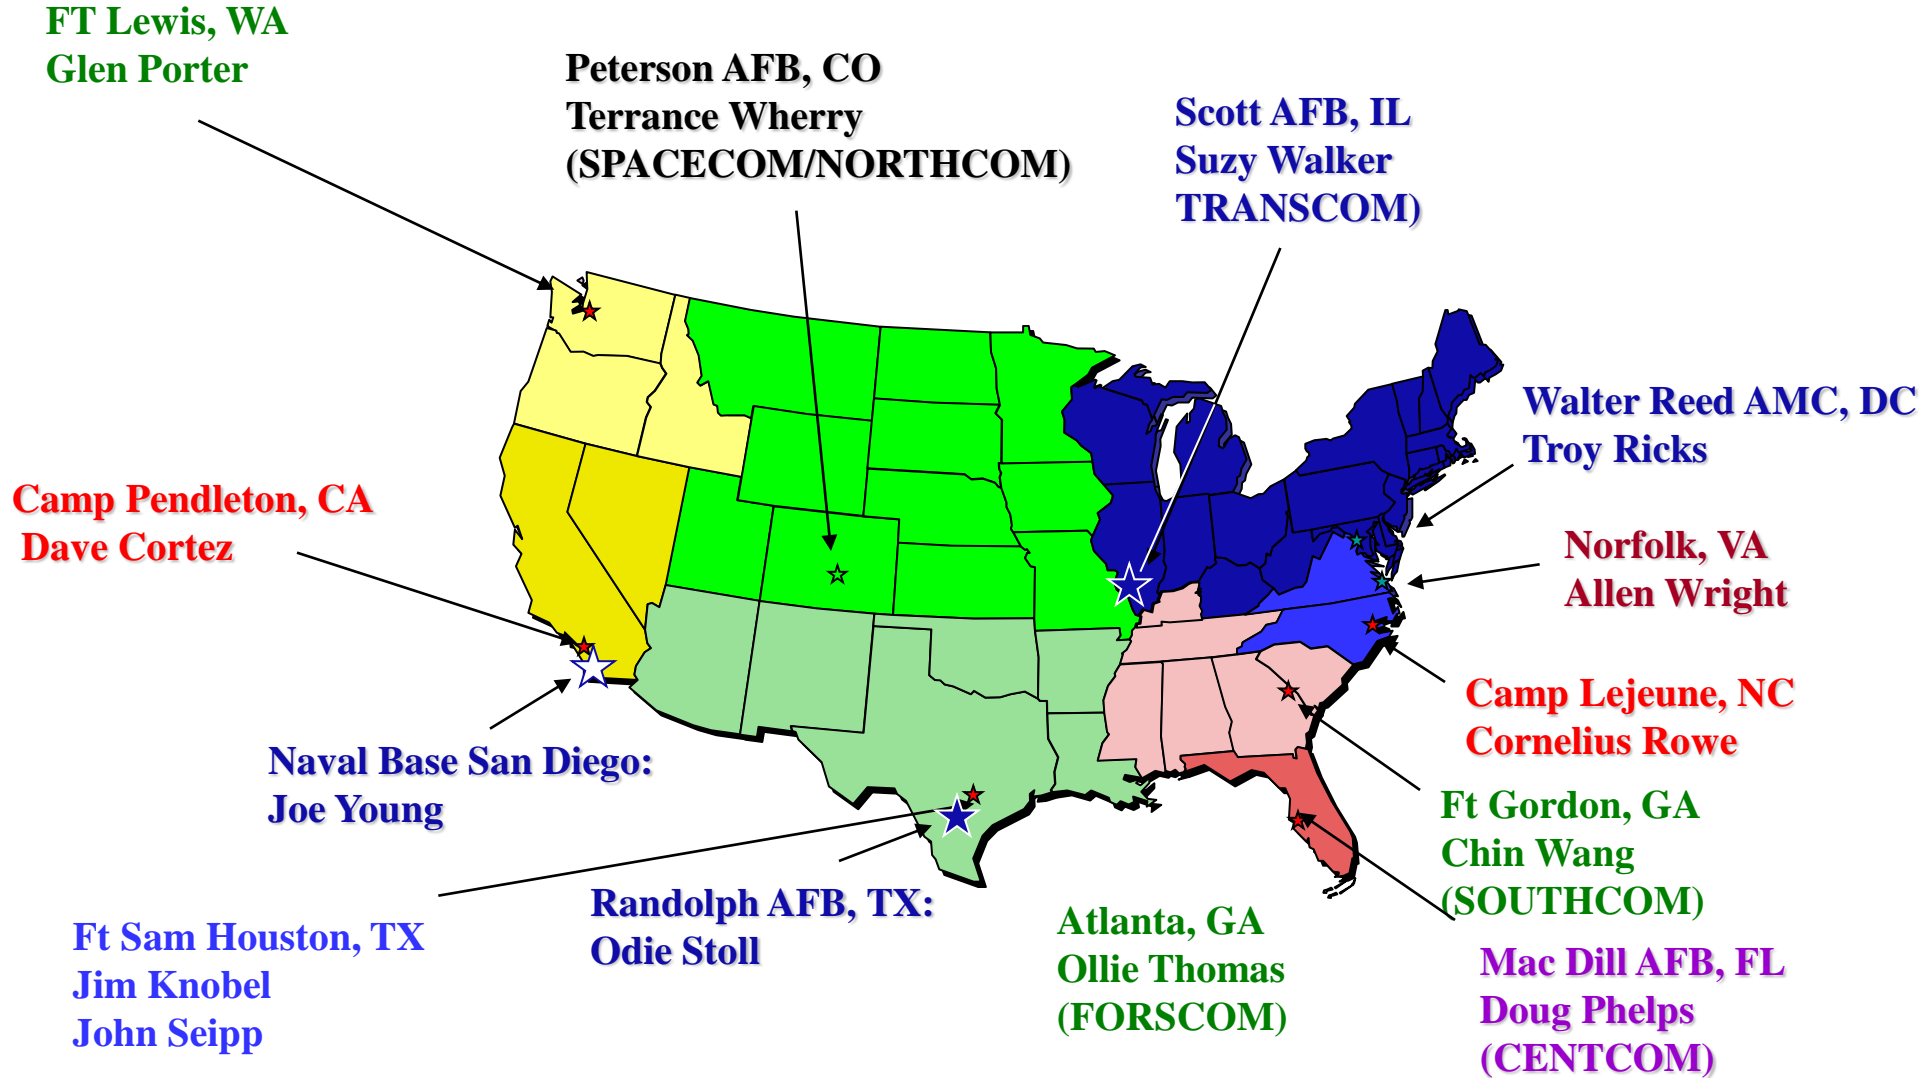 FT Lewis, WA
Glen Porter
Peterson AFB, CO
Terrance Wherry
(SPACECOM/NORTHCOM)
Scott AFB, IL
Suzy Walker
TRANSCOM)
Walter Reed AMC, DC
Troy Ricks
Camp Pendleton, CA
Dave Cortez
Norfolk, VA
Allen Wright
Camp Lejeune, NC
Cornelius Rowe
Naval Base San Diego:
Joe Young
Ft Gordon, GA
Chin Wang
(SOUTHCOM)
Randolph AFB, TX:
Odie Stoll
Atlanta, GA
Ollie Thomas
(FORSCOM)
Ft Sam Houston, TX
Jim Knobel
John Seipp
Mac Dill AFB, FL
Doug Phelps
(CENTCOM)